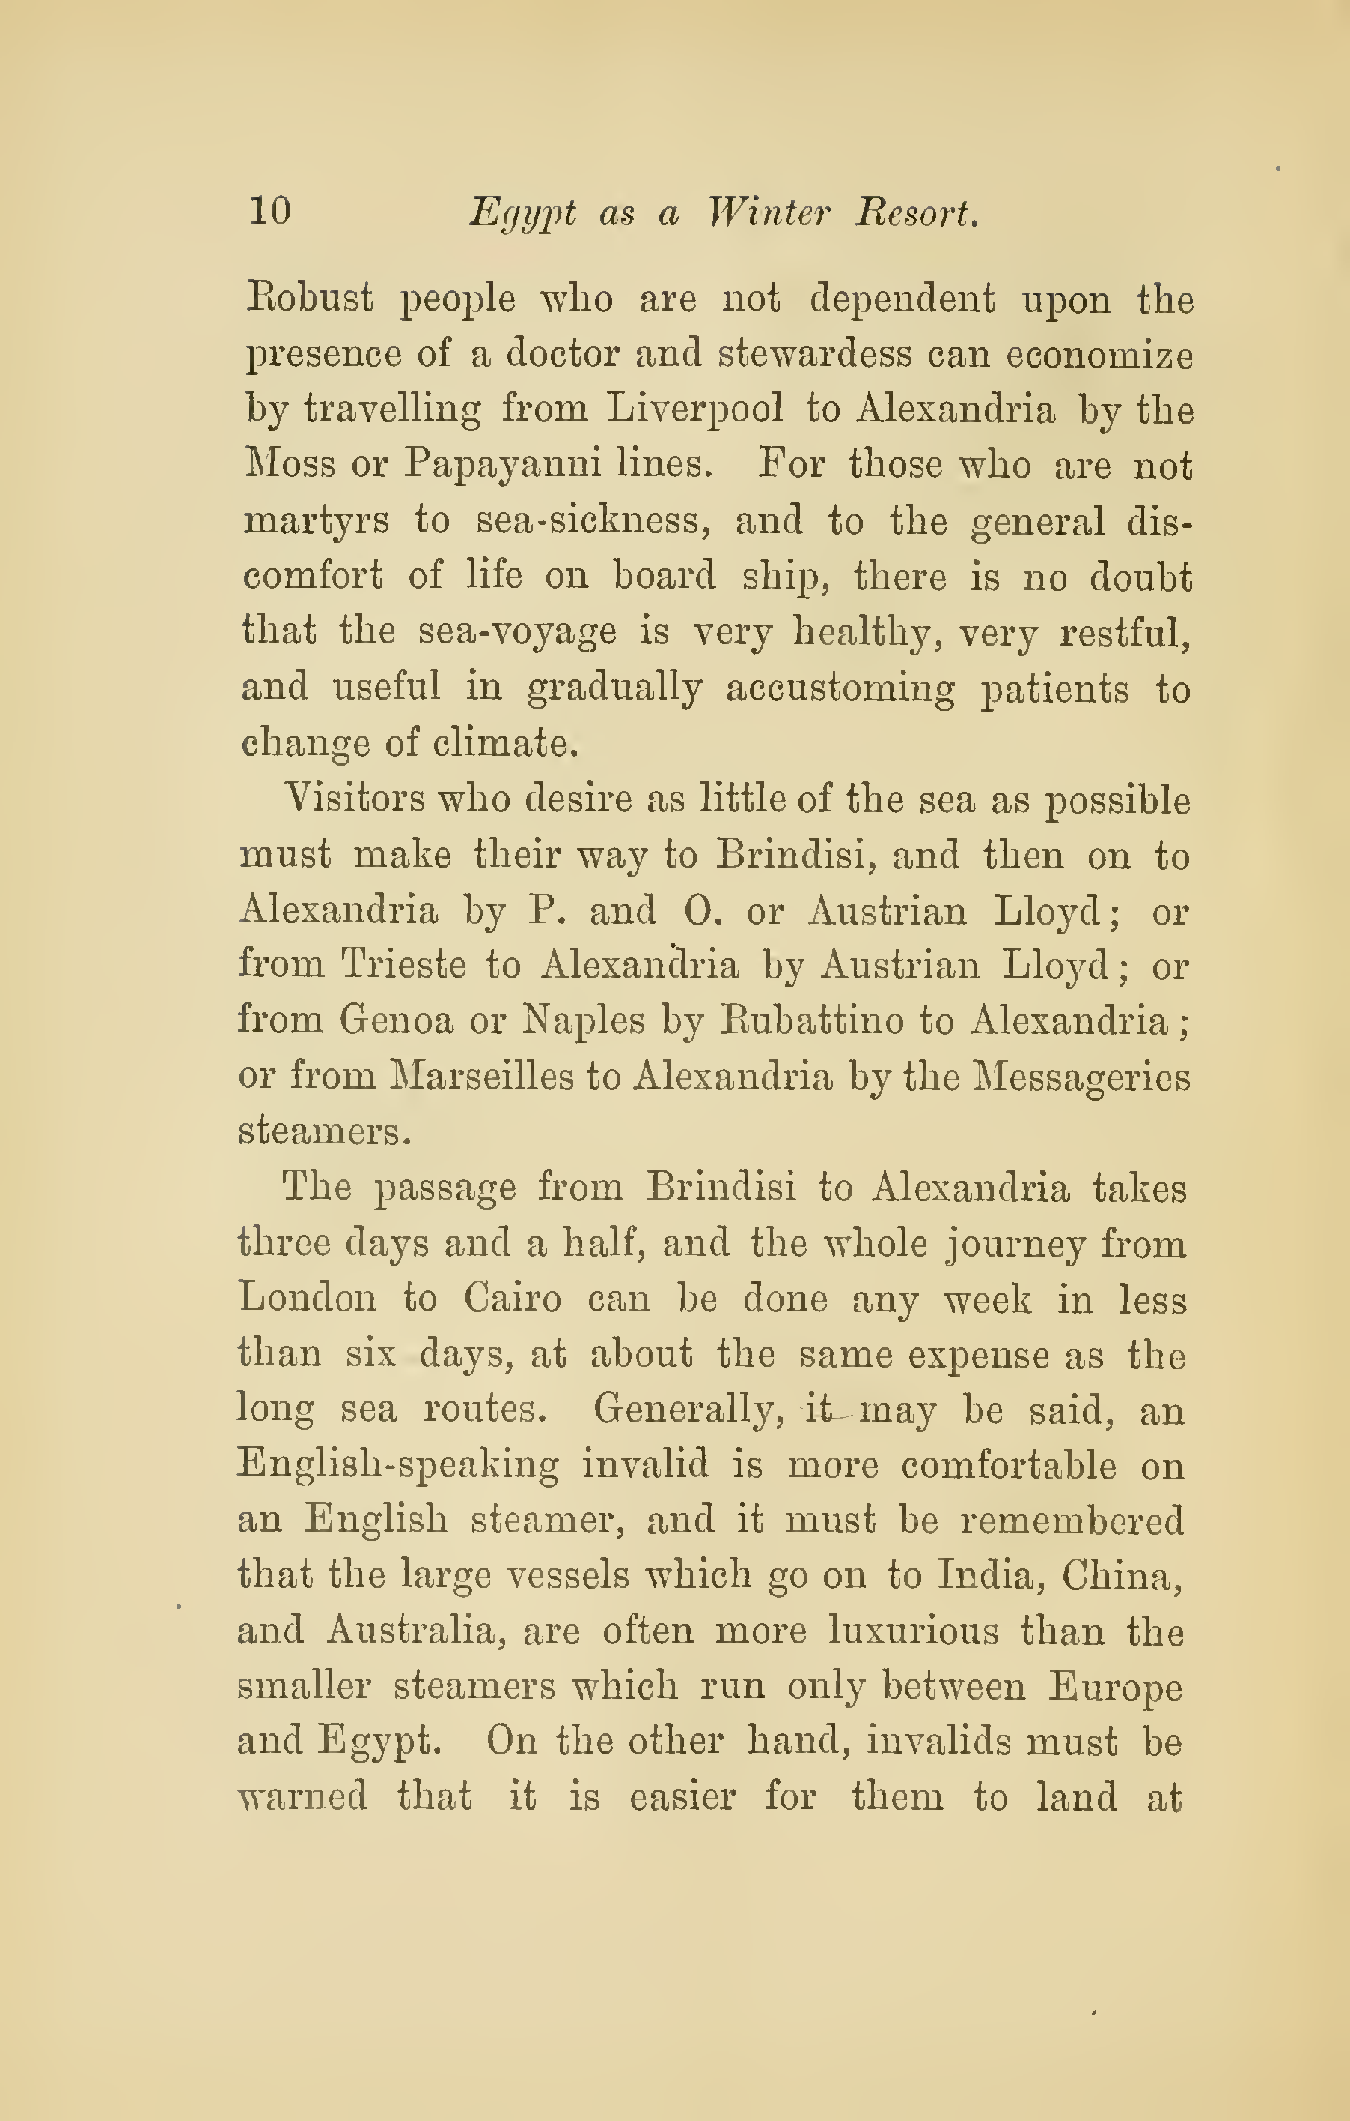 10 Egypt as a Winter Resort.
Robust people who are not dependent upon the
presence of a doctor and stewardess can economize
by travelling from Liverpool to Alexandria by the
Moss or Papayanni lines. For those who are not
martyrs to sea-sickness, and to the general dis-
comfort of life on board ship, there is no doubt
that the sea-voyage is very healthy, very restful,
and useful in gradually accustoming patients to
change of climate.
Visitors who desire as little of the sea as possible
must make their way to Brindisi, and then on to
Alexandria by P. and O. or Austrian Lloyd; or
from Trieste to Alexandria by Austrian Lloyd; or
from Genoa or Naples by Rubattino to Alexandria;
or from Marseilles to Alexandria by the Messageries
steamers.
The passage from Brindisi to Alexandria takes
three days and a half, and the whole journey from
London to Cairo can be done any week in less
than six days, at about the same expense as the
long sea routes. Generally, it may be said, an
English-speaking invalid is more comfortable on
an English steamer, and it must be remembered
that the large vessels which go on to India, China,
and Australia, are often more luxurious than the
smaller steamers which run only between Europe
and Egypt. On the other hand, invalids must be
warned that it is easier for them to land at